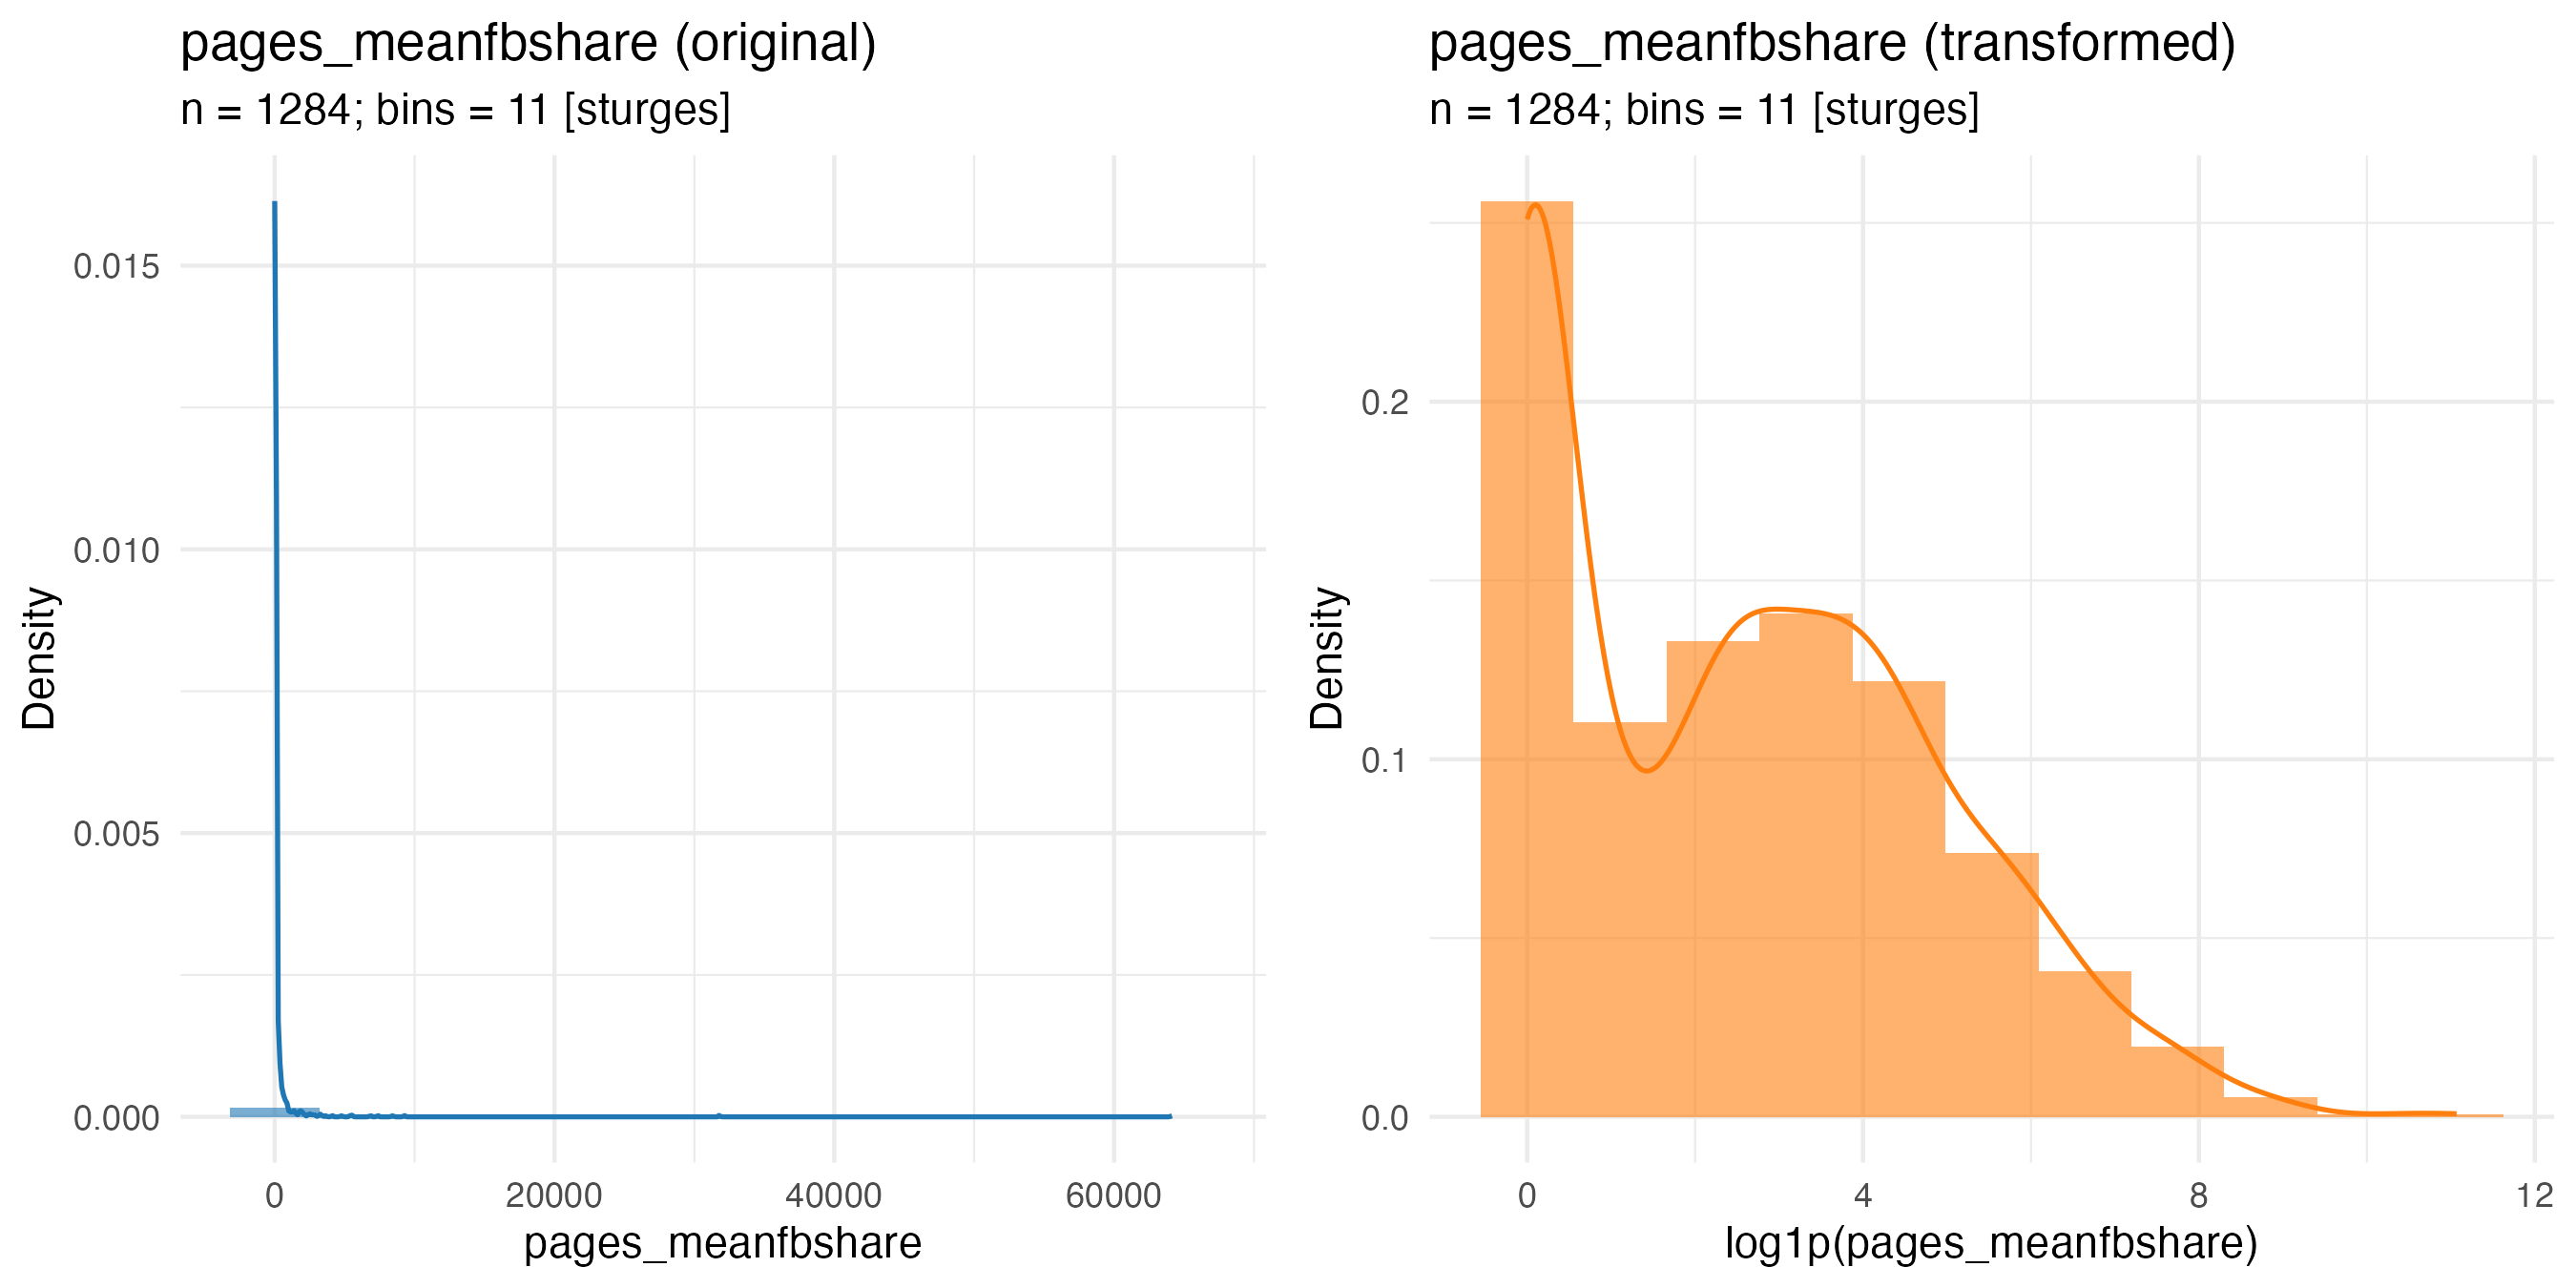 pages_meanfbshare (original)
n = 1284; bins = 11 [sturges]
Density
0.015
0.010
0.005
0.000
0 20000 40000 60000
pages_meanfbshare
pages_meanfbshare (transformed)
n = 1284; bins = 11 [sturges]
Density
0.2
0.1
0.0
0 4 8 12
log1p(pages_meanfbshare)